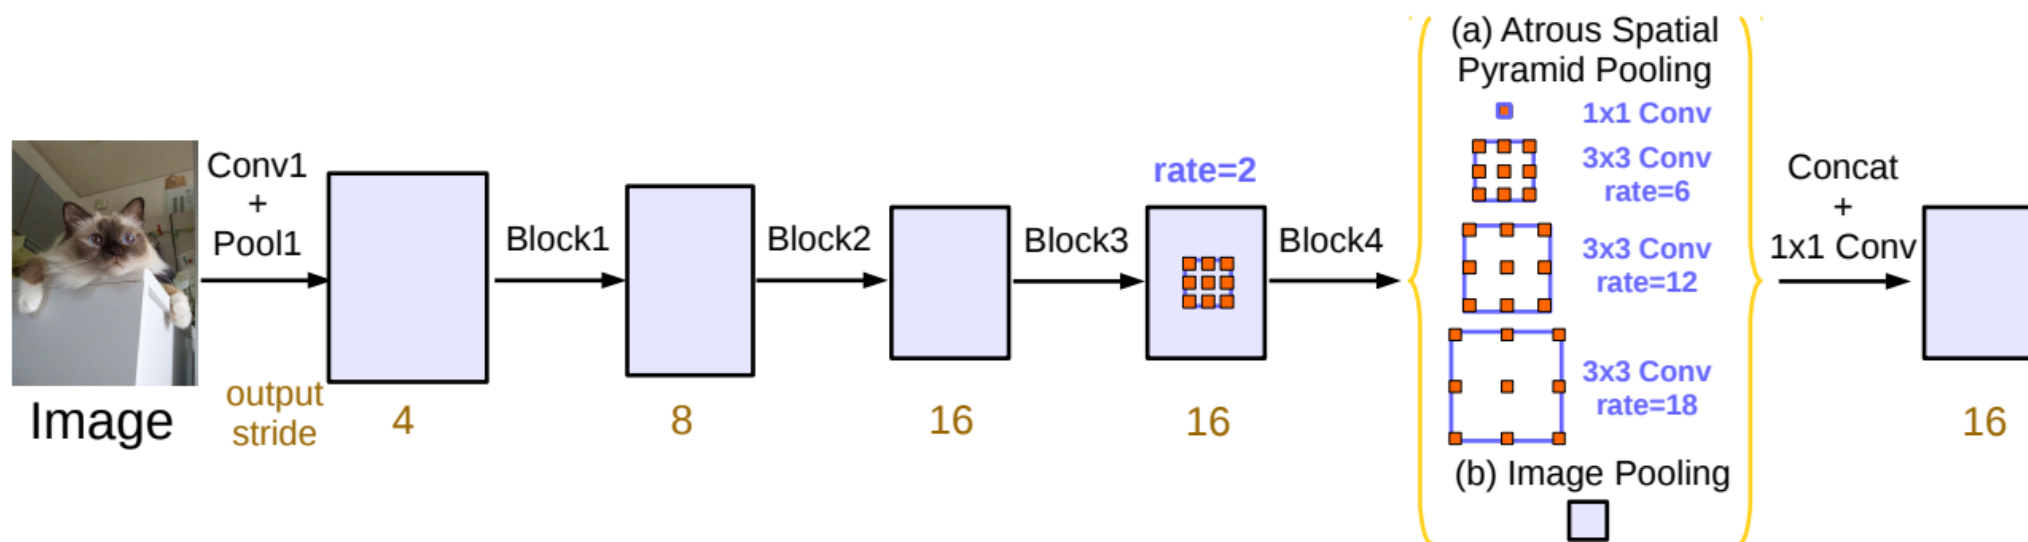 Image
Conv1
+
Pool1
output
stride
4
Block1
8
Block2
16
Block3
rate=2
16
Block4
(a) Atrous Spatial
Pyramid Pooling
1x1 Conv
3x3 Conv
rate=6
3x3 Conv
rate=12
3x3 Conv
rate=18
(b) Image Pooling
Concat
+
1x1 Conv
16